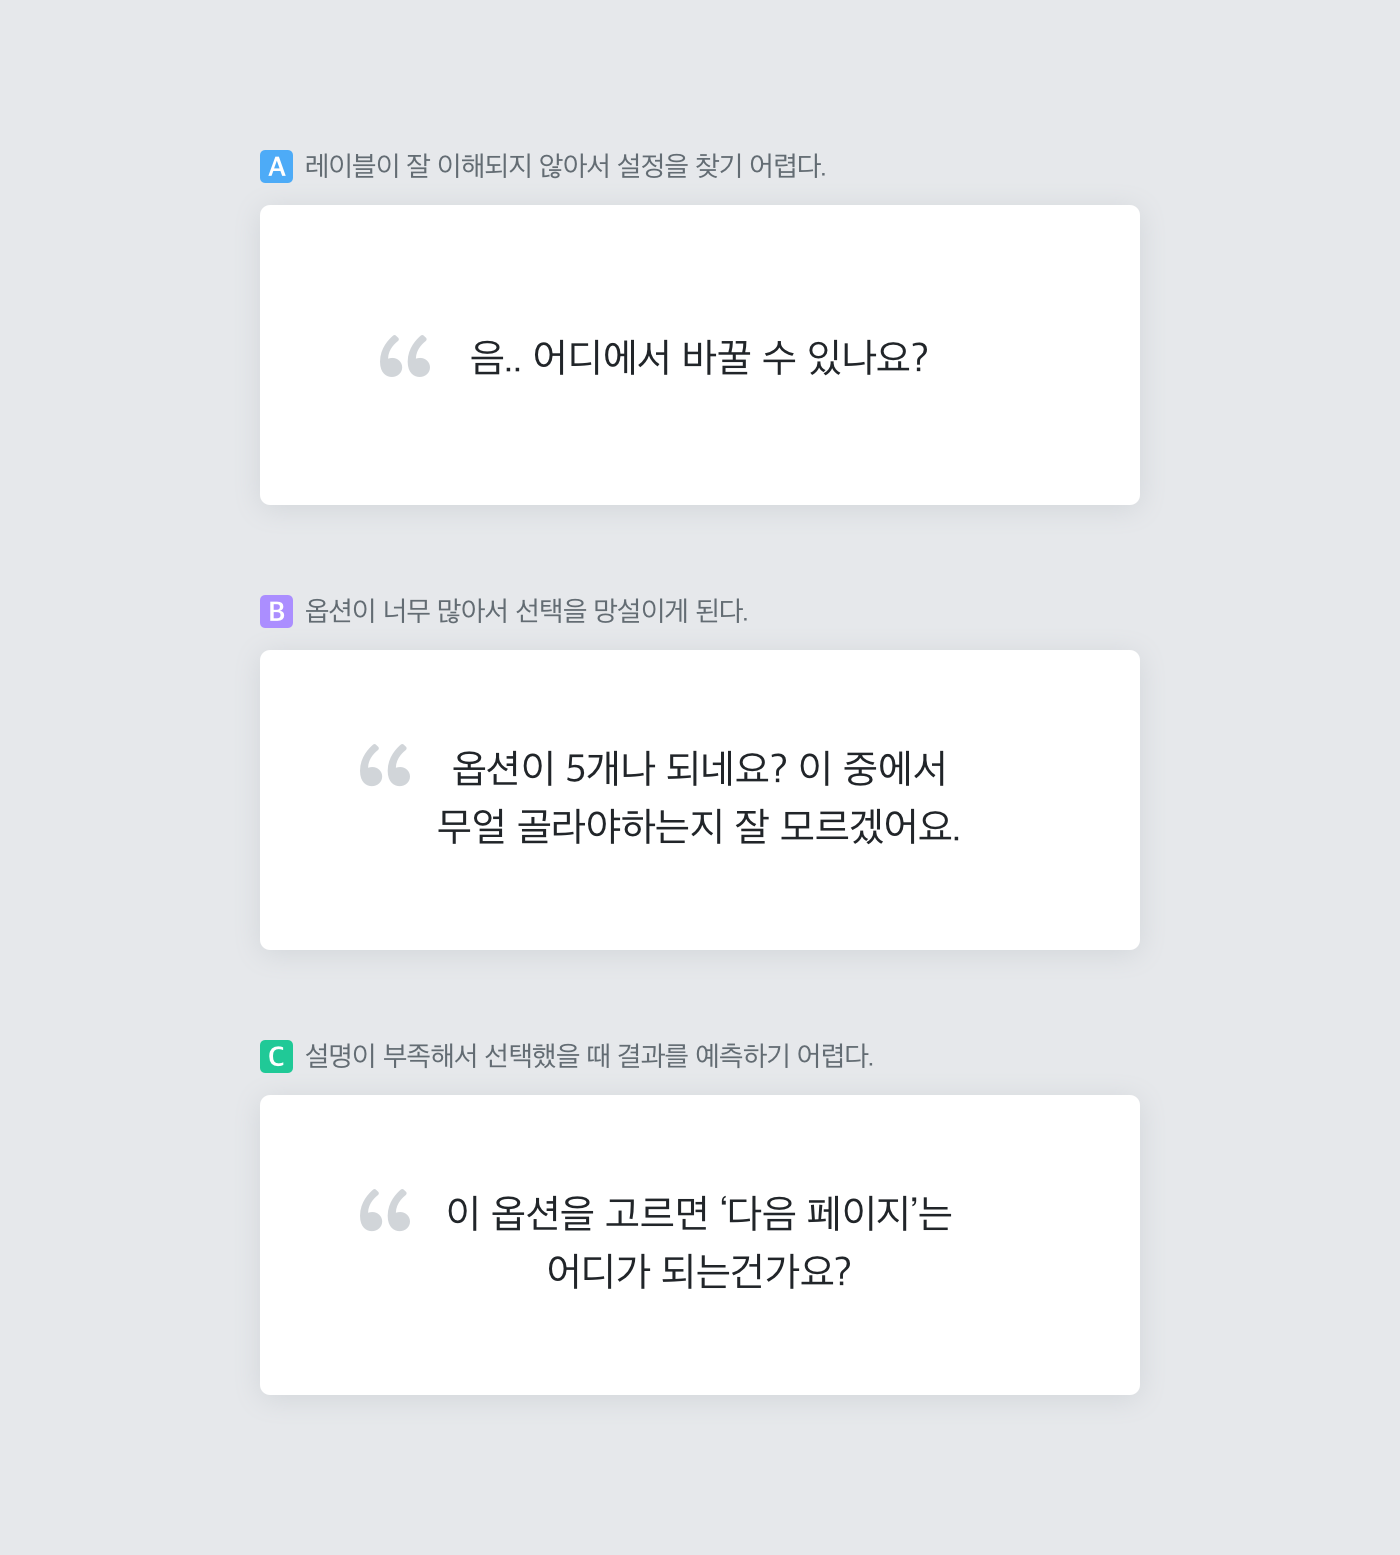 A 레이블이 잘 이해되지 않아서 설정을 찾기 어렵다.
“ 음.. 어디에서 바꿀 수 있나요?
B 옵션이 너무 많아서 선택을 망설이게 된다.
“ 옵션이 5개나 되네요? 이 중에서
무얼 골라야하는지 잘 모르겠어요.
C 설명이 부족해서 선택했을 때 결과를 예측하기 어렵다.
“ 이 옵션을 고르면 ‘다음 페이지’는
어디가 되는건가요?